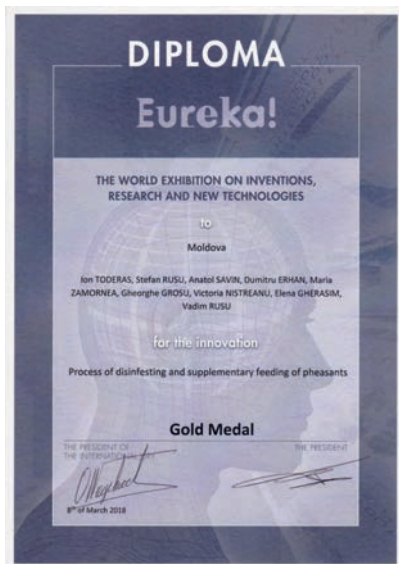 DIPLOMA
Eureka!
THE WORLD EXHIBITION ON INVENTIONS,
RESEARCH AND NEW TECHNOLOGIES
to
Moldova
Ion TODERAS, Stefan RUSU, Anatol SAVIN, Dumitru ERHAN, Maria
ZAMORNEA, Gheorghe GROSU, Victoria NISTREANU, Elena GHERASIM,
Vadim RUSU
for the innovation
Process of disinfesting and supplementary feeding of pheasants
Gold Medal
THE PRESIDENT OF
THE INTERNATIONAL
THE PRESIDENT
8th of March 2018